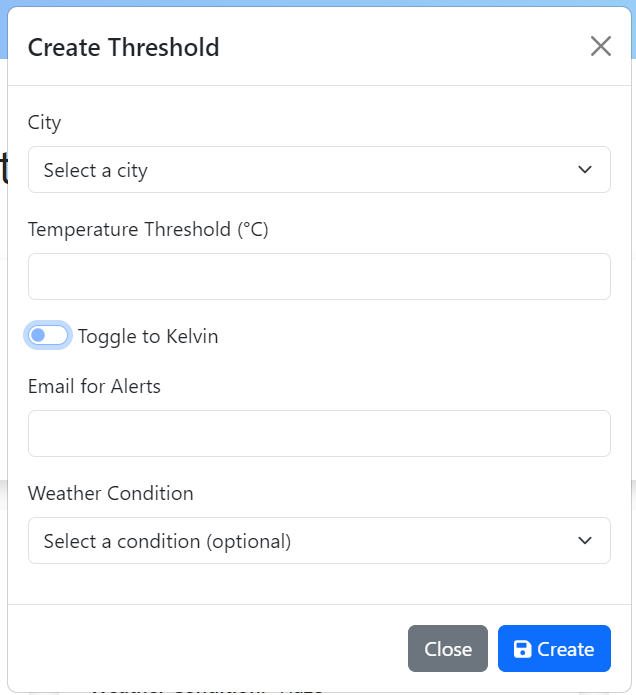 Create Threshold
City
Select a city
Temperature Threshold (°C)
Toggle to Kelvin
Email for Alerts
Weather Condition
Select a condition (optional)
Close
Create